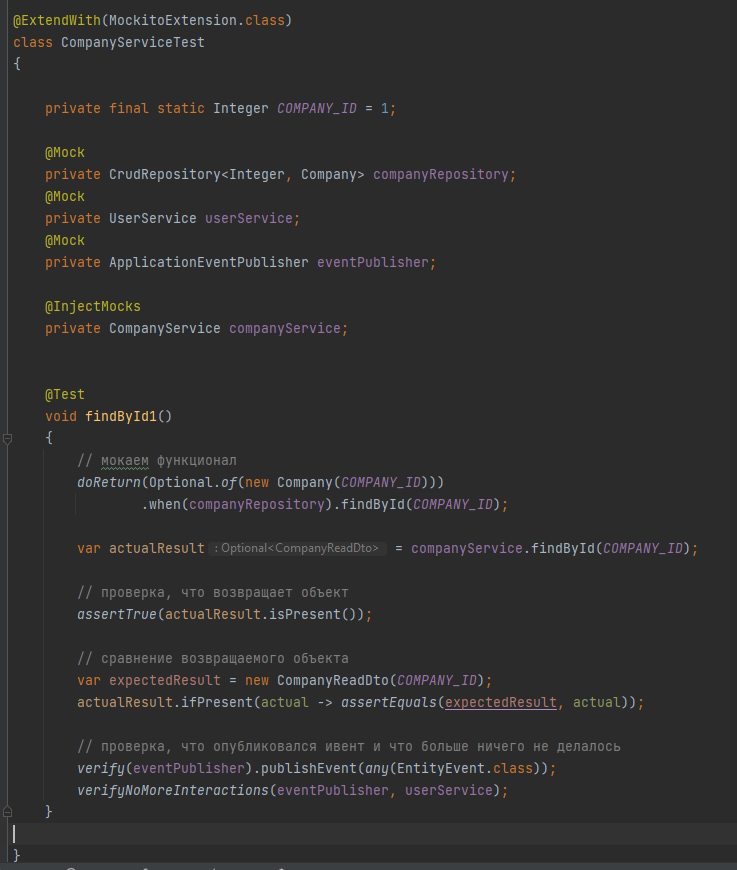 @ExtendWith(MockitoExtension.class)
class CompanyServiceTest
{
private final static Integer COMPANY_ID = 1;
@Mock
private CrudRepository<Integer, Company> companyRepository;
@Mock
private UserService userService;
@Mock
private ApplicationEventPublisher eventPublisher;
@InjectMocks
private CompanyService companyService;
@Test
void findById1()
{
// мокаем функционал
doReturn(Optional.of(new Company(COMPANY_ID)))
.when(companyRepository).findById(COMPANY_ID);
var actualResult : Optional<CompanyReadDto> = companyService.findById(COMPANY_ID);
// проверка, что возвращает объект
assertTrue(actualResult.isPresent());
// сравнение возвращаемого объекта
var expectedResult = new CompanyReadDto(COMPANY_ID);
actualResult.ifPresent(actual -> assertEquals(expectedResult, actual));
// проверка, что опубликовался ивент и что больше ничего не делалось
verify(eventPublisher).publishEvent(any(EntityEvent.class));
verifyNoMoreInteractions(eventPublisher, userService);
}
}